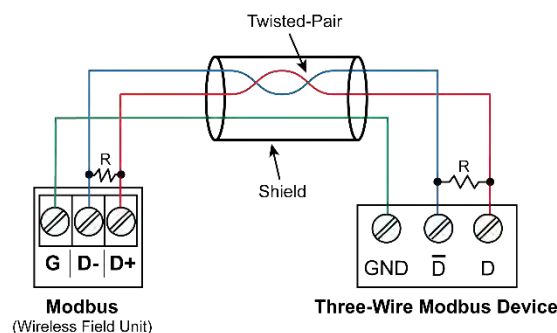 Twisted-Pair
R
R
Shield
G D- D+
GND D̅ D
Modbus
(Wireless Field Unit)
Three-Wire Modbus Device